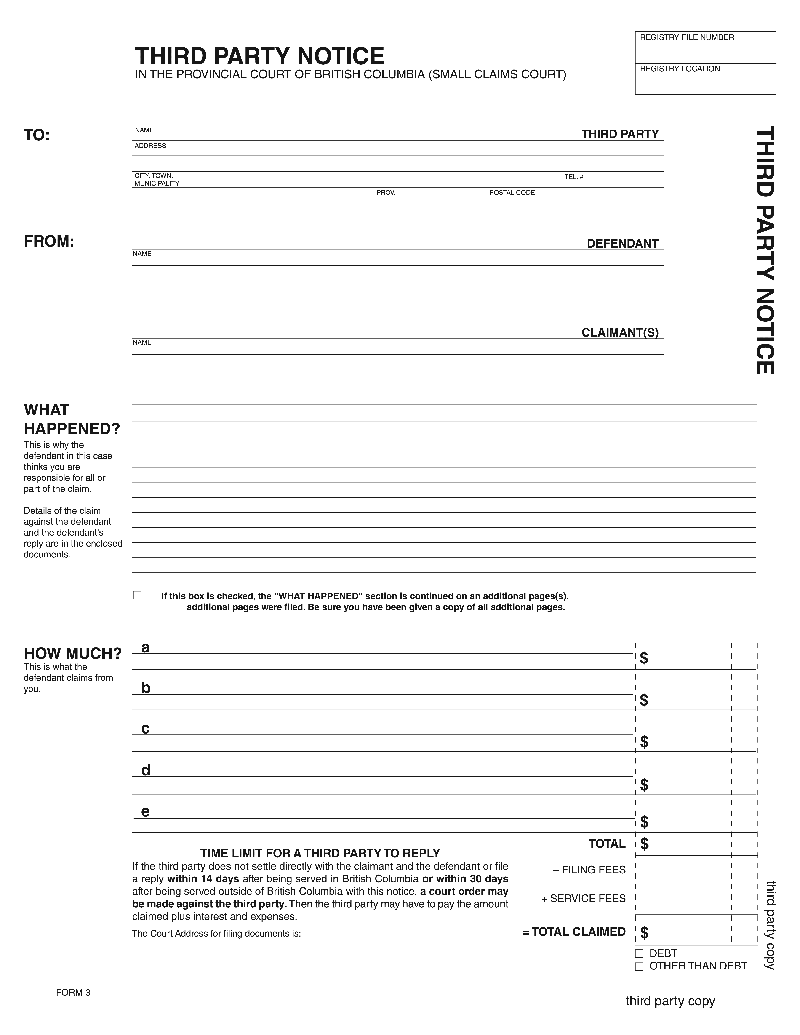 REGISTRY FILE NUMBER
THIRD PARTY NOTICE
IN THE PROVINCIAL COURT OF BRITISH COLUMBIA (SMALL CLAIMS COURT)
REGISTRY LOCATION
TO:
NAME
THIRD PARTY
ADDRESS
CITY, TOWN,
MUNICIPALITY
TEL. #
PROV.
POSTAL CODE
THIRD PARTY NOTICE
FROM:
DEFENDANT
NAME
CLAIMANT(S)
NAME
WHAT
HAPPENED?
This is why the
defendant in this case
thinks you are
responsible for all or
part of the claim.
Details of the claim
against the defendant
and the defendant's
reply are in the enclosed
documents.
If this box is checked, the "WHAT HAPPENED" section is continued on an additional pages(s).
additional pages were filed. Be sure you have been given a copy of all additional pages.
HOW MUCH?
This is what the
defendant claims from
you.
a
$
b
$
c
$
d
$
e
$
TOTAL $
TIME LIMIT FOR A THIRD PARTY TO REPLY
If the third party does not settle directly with the claimant and the defendant or file
a reply within 14 days after being served in British Columbia or within 30 days
after being served outside of British Columbia with this notice, a court order may
be made against the third party. Then the third party may have to pay the amount
claimed plus interest and expenses.
The Court Address for filing documents is:
– FILING FEES
+ SERVICE FEES
= TOTAL CLAIMED $
DEBT
OTHER THAN DEBT
third party copy
FORM 3
third party copy